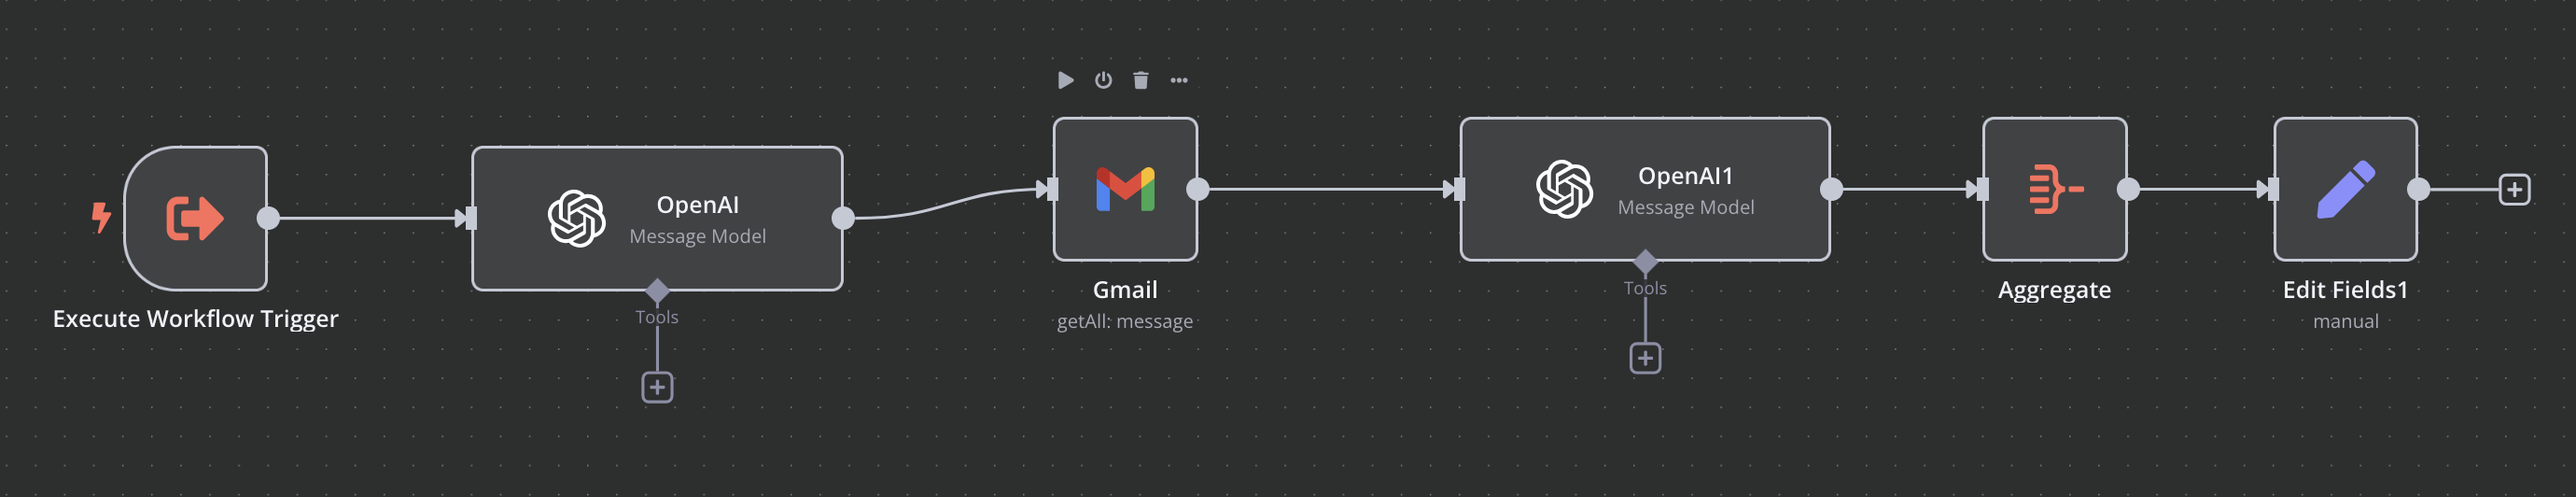 Execute Workflow Trigger
OpenAI
Message Model
Tools
Gmail
getAll: message
OpenAI1
Message Model
Tools
Aggregate
Edit Fields1
manual